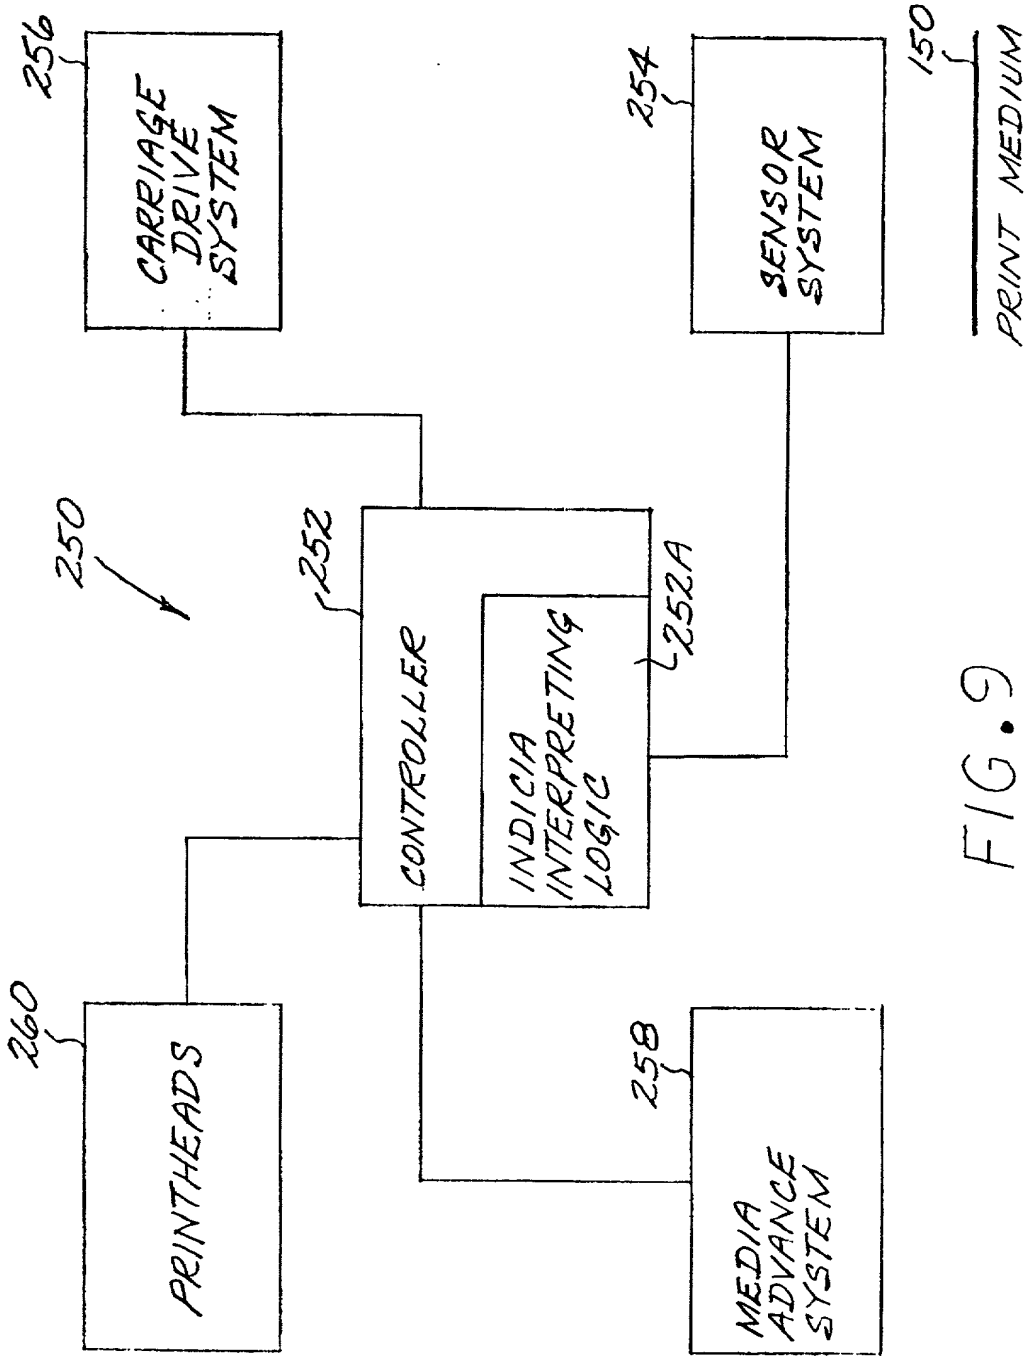 250
260
PRINTHEADS
256
CARRIAGE
DRIVE
SYSTEM
252
CONTROLLER
INDICIA
INTERPRETING
LOGIC
252A
258
MEDIA
ADVANCE
SYSTEM
254
SENSOR
SYSTEM
150
PRINT MEDIUM
FIG. 9